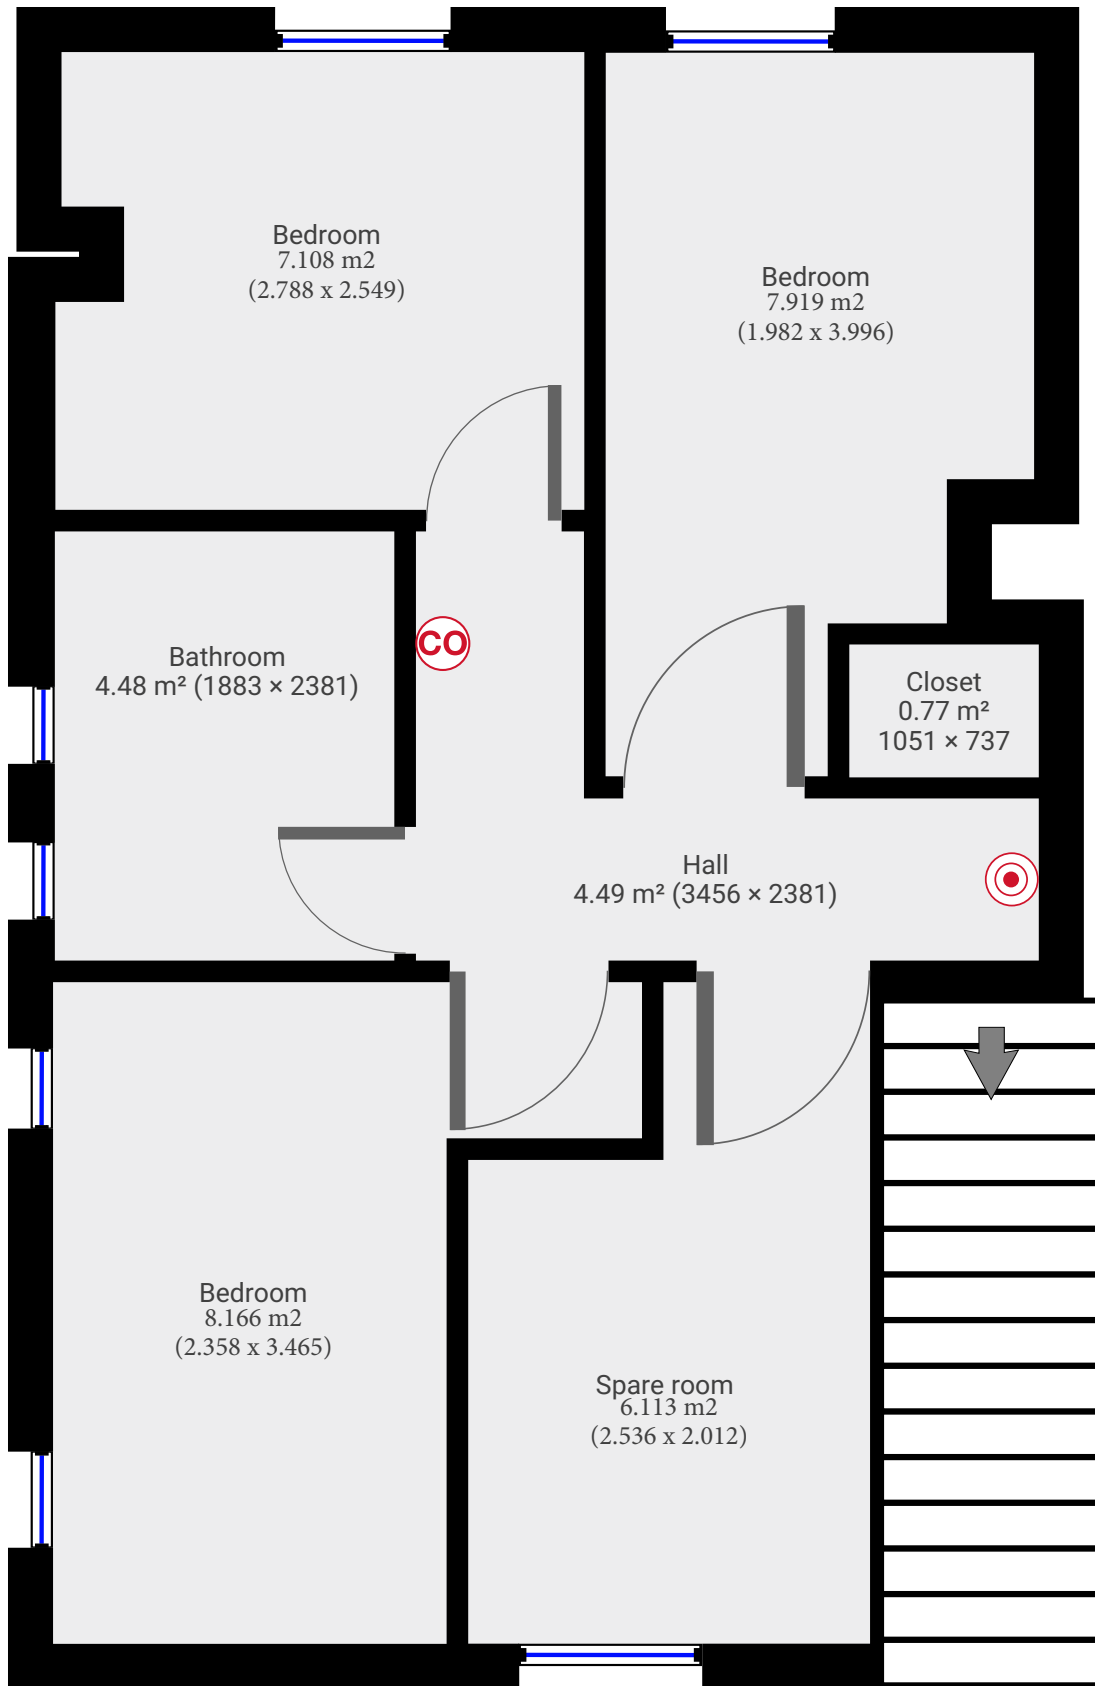 Bedroom
7.108 m2
(2.788 x 2.549)
Bedroom
7.919 m2
(1.982 x 3.996)
CO
Bathroom
4.48 m² (1883 × 2381)
Closet
0.77 m²
1051 × 737
Hall
4.49 m² (3456 × 2381)
Bedroom
8.166 m2
(2.358 x 3.465)
Spare room
6.113 m2
(2.536 x 2.012)